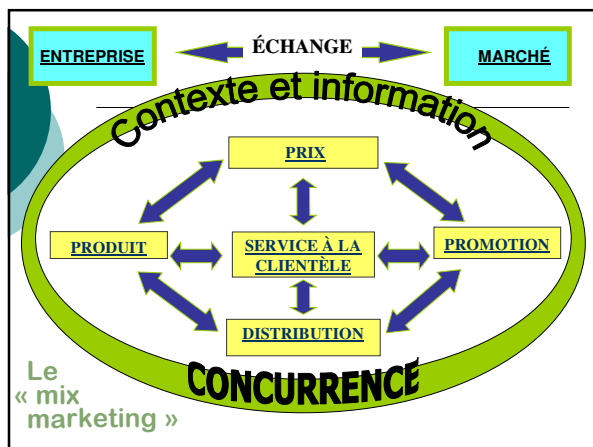 ENTREPRISE
ÉCHANGE
MARCHÉ
Contexte et information
PRIX
PRODUIT
SERVICE À LA
CLIENTÈLE
PROMOTION
DISTRIBUTION
CONCURRENCE
Le
« mix
marketing »